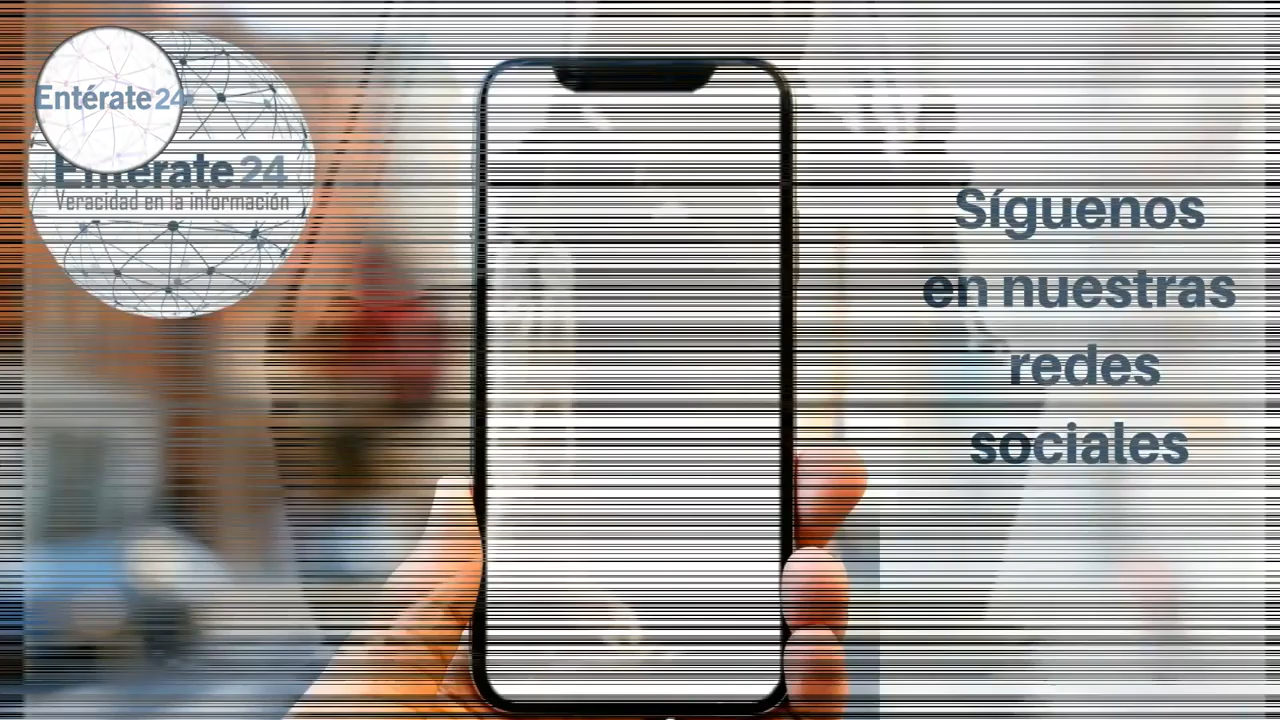 Entérate24
Entérate24
Veracidad en la información
Síguenos
en nuestras
redes
sociales